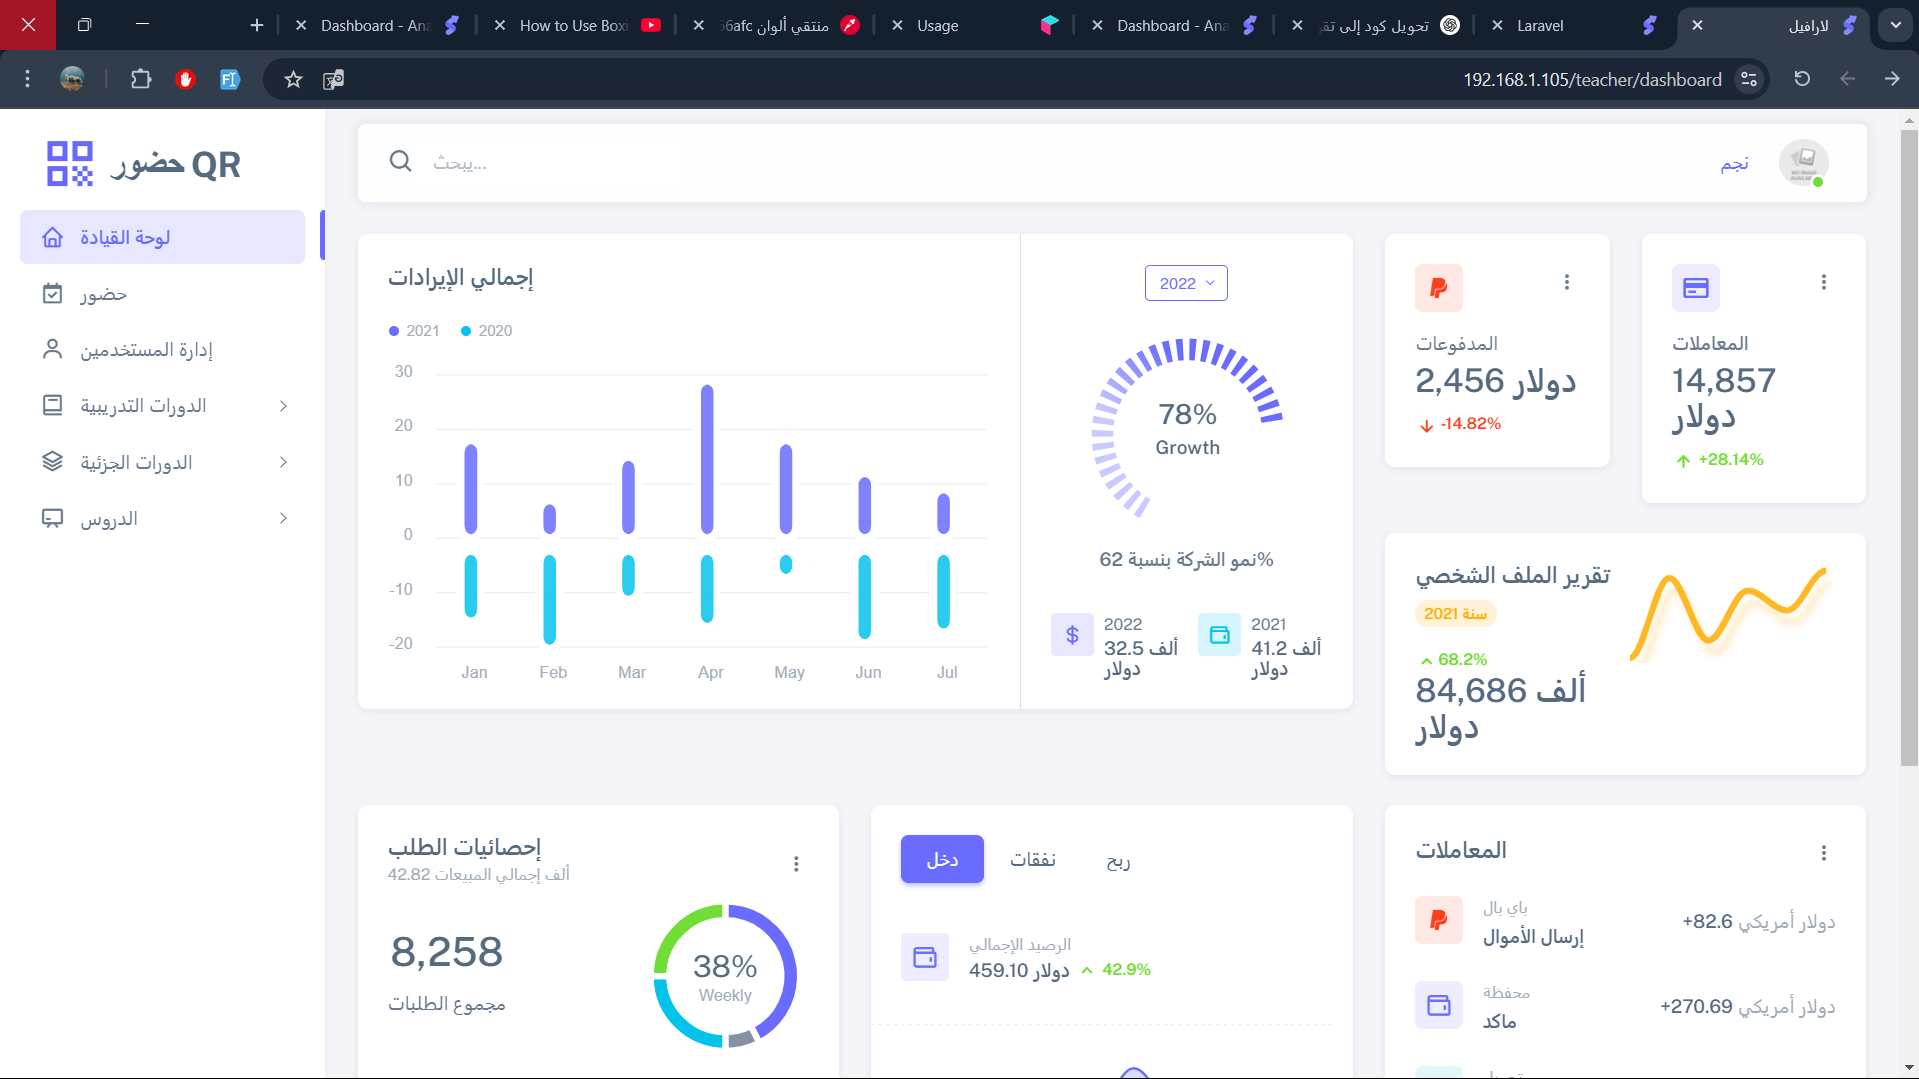 Dashboard - Ana
How to Use Boxi
منتقي ألوان 56afc
Usage
Dashboard - Ana
تحويل كود إلى تقر
Laravel
لارافيل
192.168.1.105/teacher/dashboard
حضور QR
لوحة القيادة
حضور
إدارة المستخدمين
الدورات التدريبية
الدورات الجزئية
الدروس
يبحث...
نجم
إجمالي الإيرادات
2021 2020
30
20
10
0
-10
-20
Jan Feb Mar Apr May Jun Jul
2022
78%
Growth
%نمو الشركة بنسبة 62
2022
32.5 ألف
دولار
2021
41.2 ألف
دولار
المدفوعات
2,456 دولار
-14.82%
المعاملات
14,857
دولار
+28.14%
تقرير الملف الشخصي
سنة 2021
68.2%
84,686 ألف
دولار
إحصائيات الطلب
42.82 ألف إجمالي المبيعات
8,258
مجموع الطلبات
38%
Weekly
دخل
نفقات
ربح
الرصيد الإجمالي
459.10 دولار
42.9%
المعاملات
باي بال
إرسال الأموال
+82.6 دولار أمريكي
محفظة
ماكد
+270.69 دولار أمريكي